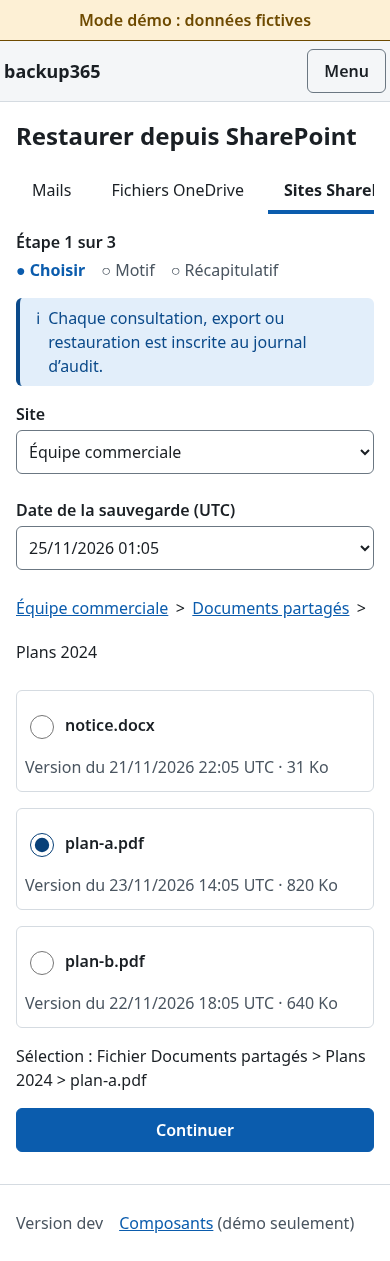 Mode démo : données fictives
backup365
Menu
Restaurer depuis SharePoint
Mails
Fichiers OneDrive
Sites Share
Étape 1 sur 3
● Choisir ○ Motif ○ Récapitulatif
i Chaque consultation, export ou
restauration est inscrite au journal
d’audit.
Site
Équipe commerciale
Date de la sauvegarde (UTC)
25/11/2026 01:05
Équipe commerciale > Documents partagés >
Plans 2024
notice.docx
Version du 21/11/2026 22:05 UTC · 31 Ko
plan-a.pdf
Version du 23/11/2026 14:05 UTC · 820 Ko
plan-b.pdf
Version du 22/11/2026 18:05 UTC · 640 Ko
Sélection : Fichier Documents partagés > Plans
2024 > plan-a.pdf
Continuer
Version dev Composants (démo seulement)